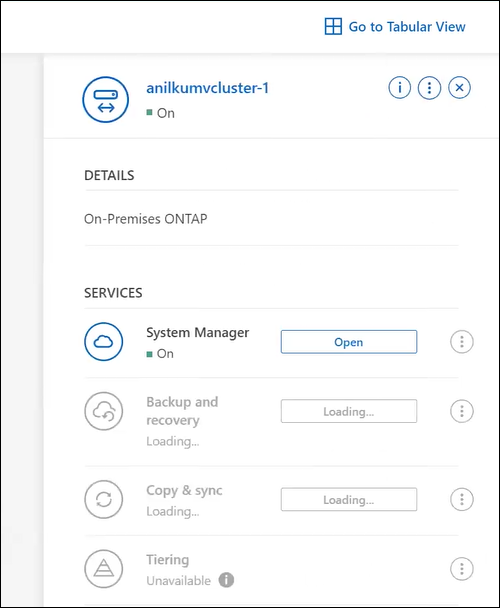 Go to Tabular View
anilkumvcluster-1
On
DETAILS
On-Premises ONTAP
SERVICES
System Manager
On
Open
Backup and
recovery
Loading...
Loading...
Copy & sync
Loading...
Loading...
Tiering
Unavailable